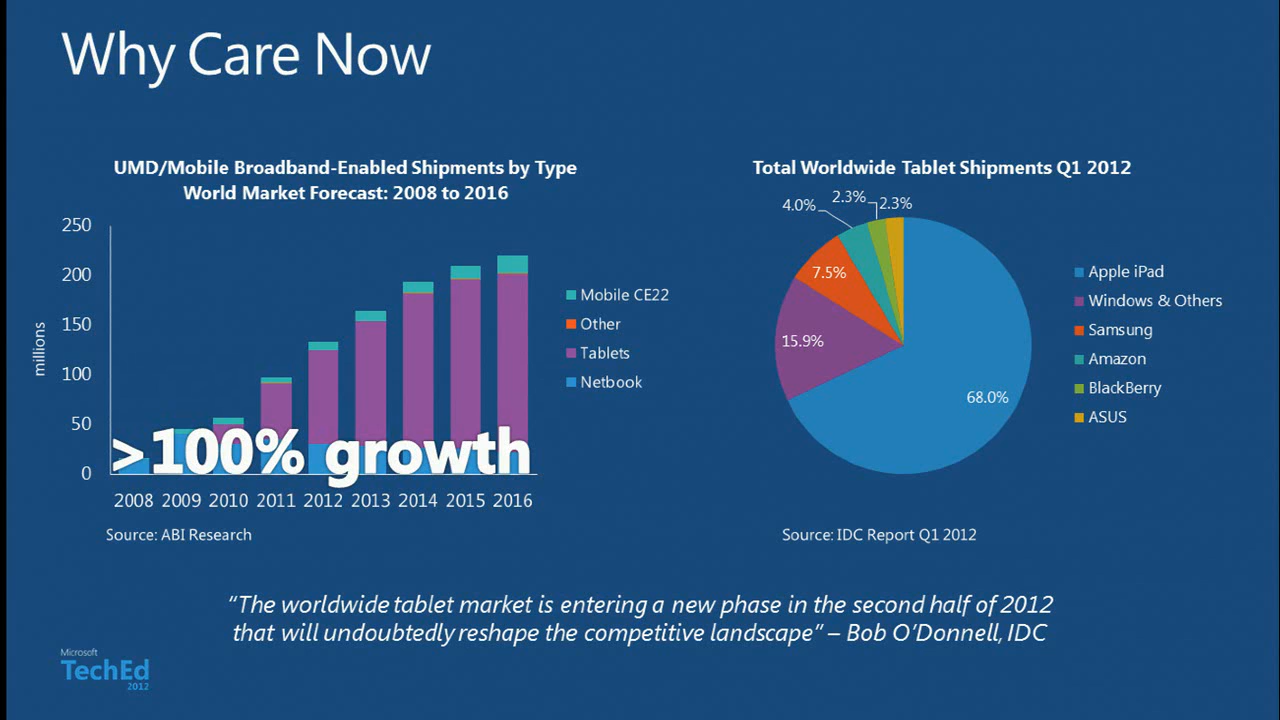 Why Care Now
UMD/Mobile Broadband-Enabled Shipments by Type
World Market Forecast: 2008 to 2016
250
200
150
100
50
0
millions
>100% growth
2008 2009 2010 2011 2012 2013 2014 2015 2016
Mobile CE22
Other
Tablets
Netbook
Source: ABI Research
Total Worldwide Tablet Shipments Q1 2012
4.0%
2.3%
2.3%
7.5%
15.9%
68.0%
Apple iPad
Windows & Others
Samsung
Amazon
BlackBerry
ASUS
Source: IDC Report Q1 2012
“The worldwide tablet market is entering a new phase in the second half of 2012
that will undoubtedly reshape the competitive landscape” – Bob O’Donnell, IDC
Microsoft
TechEd
2012